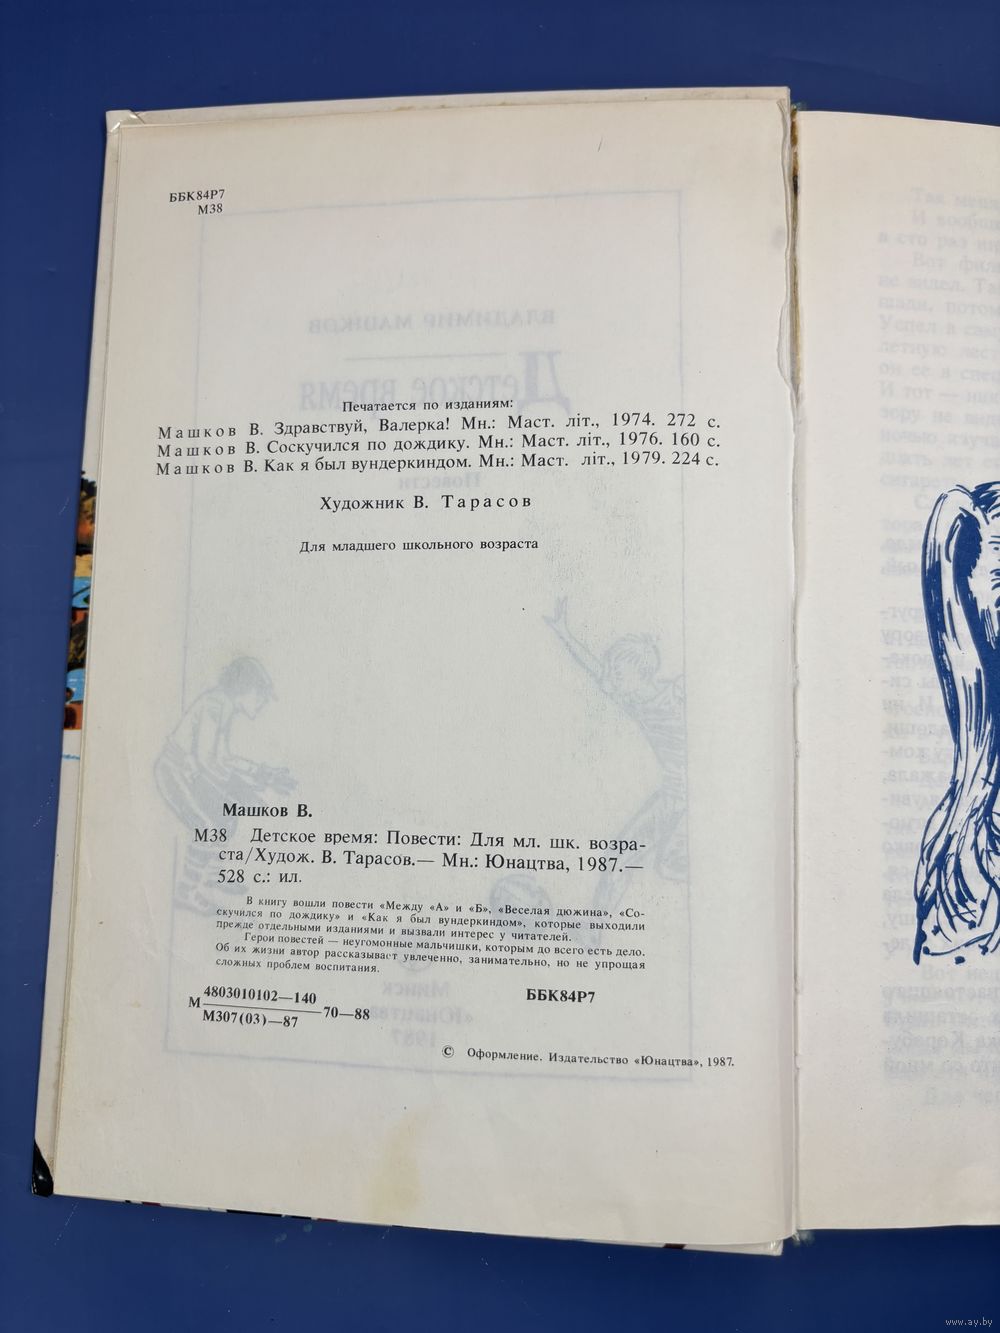 ББК84Р7
М38
Печатается по изданиям:
Машков В. Здравствуй, Валерка! Мн.: Маст. літ., 1974. 272 с.
Машков В. Соскучился по дождику. Мн.: Маст. літ., 1976. 160 с.
Машков В. Как я был вундеркиндом. Мн.: Маст. літ., 1979. 224 с.
Художник В. Тарасов
Для младшего школьного возраста
Машков В.
М38 Детское время: Повести: Для мл. шк. возра-
ста/Худож. В. Тарасов.— Мн.: Юнацтва, 1987.—
528 с.: ил.
В книгу вошли повести «Между «А» и «Б», «Веселая дюжина», «Со-
скучился по дождику» и «Как я был вундеркиндом», которые выходили
прежде отдельными изданиями и вызвали интерес у читателей.
Герои повестей — неугомонные мальчишки, которым до всего есть дело.
Об их жизни автор рассказывает увлеченно, занимательно, но не упрощая
сложных проблем воспитания.
М 4803010102—140
М307(03)—87 70—88
ББК84Р7
© Оформление. Издательство «Юнацтва», 1987.
www.ay.by